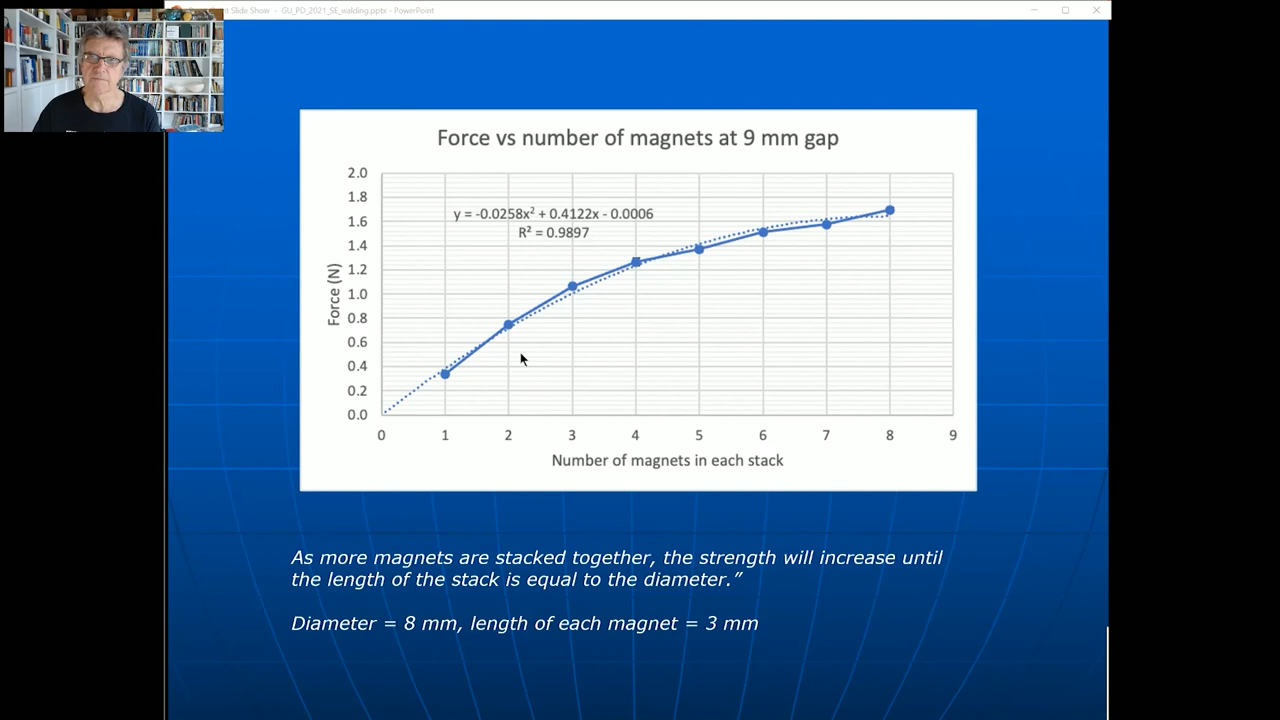 t Slide Show - GU_PD_2021_SE_walding.pptx - PowerPoint
Force vs number of magnets at 9 mm gap
2.0
1.8
1.6
1.4
1.2
1.0
0.8
0.6
0.4
0.2
0.0
Force (N)
y = -0.0258x² + 0.4122x - 0.0006
R² = 0.9897
0 1 2 3 4 5 6 7 8 9
Number of magnets in each stack
As more magnets are stacked together, the strength will increase until
the length of the stack is equal to the diameter.”
Diameter = 8 mm, length of each magnet = 3 mm